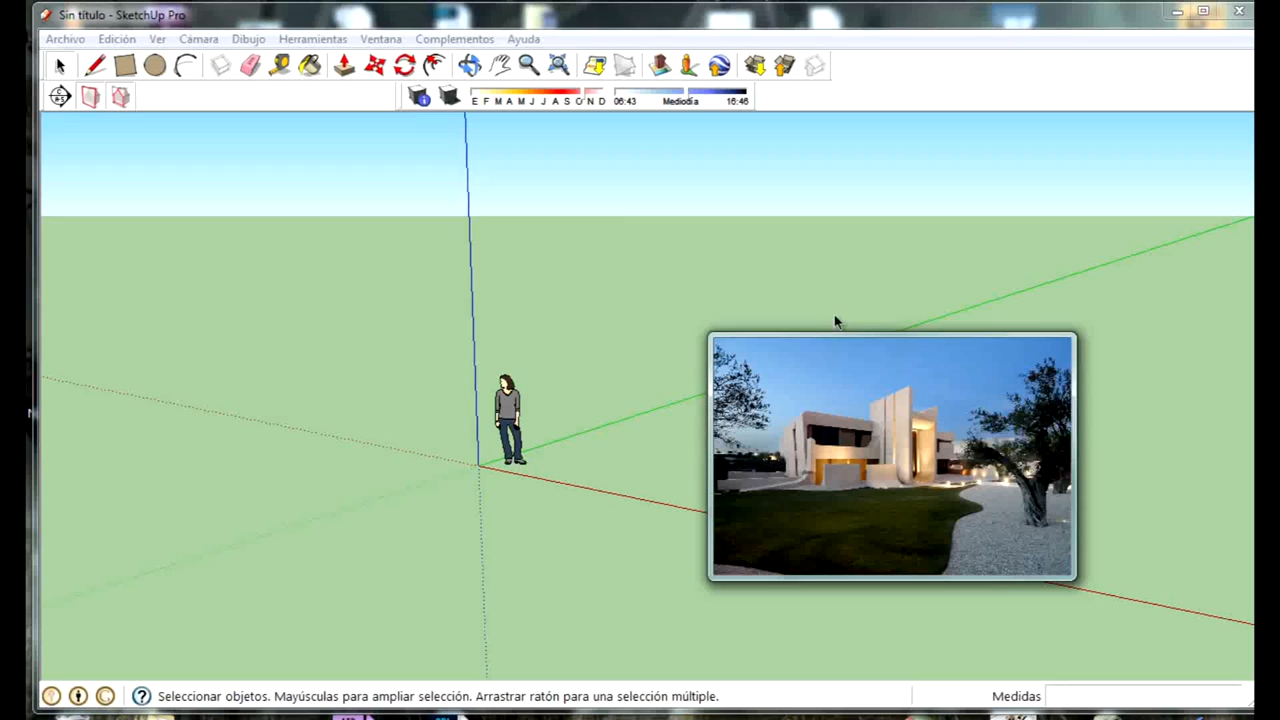 Sin título - SketchUp Pro
Archivo Edición Ver Cámara Dibujo Herramientas Ventana Complementos Ayuda
E F M A M J J A S O N D 06:43 Mediodía 16:46
Seleccionar objetos. Mayúsculas para ampliar selección. Arrastrar ratón para una selección múltiple. Medidas